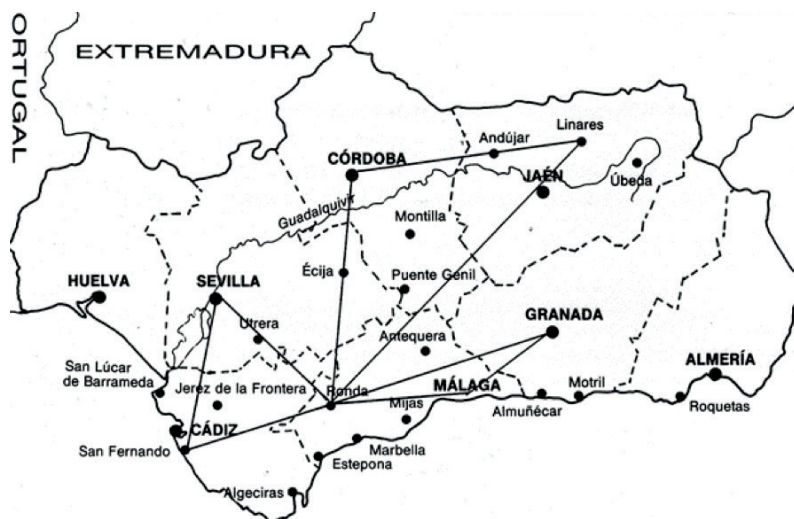 ORTUGAL
EXTREMADURA
Linares
Andújar
CÓRDOBA
JAÉN
Úbeda
Guadalquivir
Montilla
HUELVA
SEVILLA
Écija
Puente Genil
GRANADA
Utrera
Antequera
ALMERÍA
San Lúcar
de Barrameda
Jerez de la Frontera
Ronda
MÁLAGA
Motril
Mijas
Almuñécar
Roquetas
CÁDIZ
San Fernando
Marbella
Estepona
Algeciras